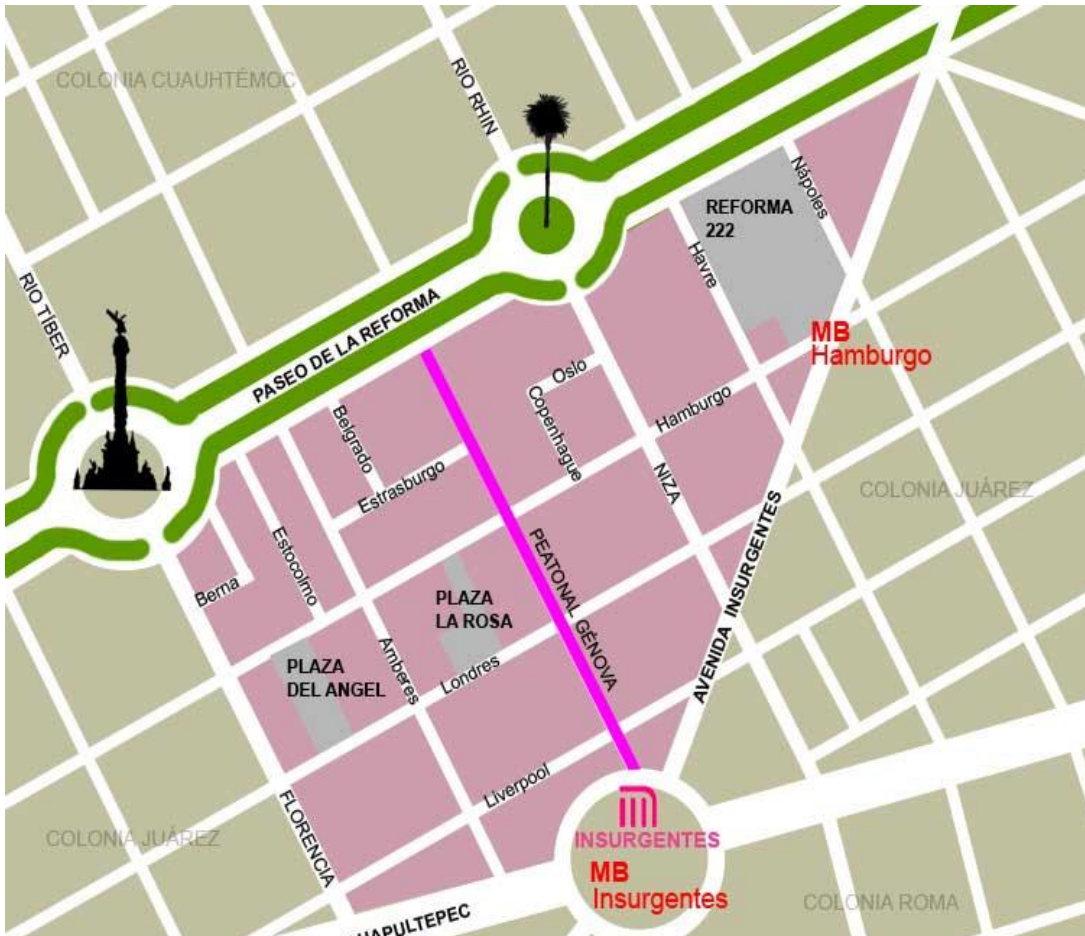 COLONIA CUAUHTÉMOC
RIO RHIN
RIO TÍBER
PASEO DE LA REFORMA
REFORMA
222
Nápoles
Havre
MB
Hamburgo
Oslo
Copenhague
Hamburgo
Belgrado
Estrasburgo
NIZA
COLONIA JUÁREZ
Estocolmo
Berna
PEATONAL GÉNOVA
AVENIDA INSURGENTES
PLAZA
LA ROSA
PLAZA
DEL ANGEL
Amberes
Londres
Liverpool
FLORENCIA
COLONIA JUÁREZ
INSURGENTES
MB
Insurgentes
COLONIA ROMA
HAPULTEPEC